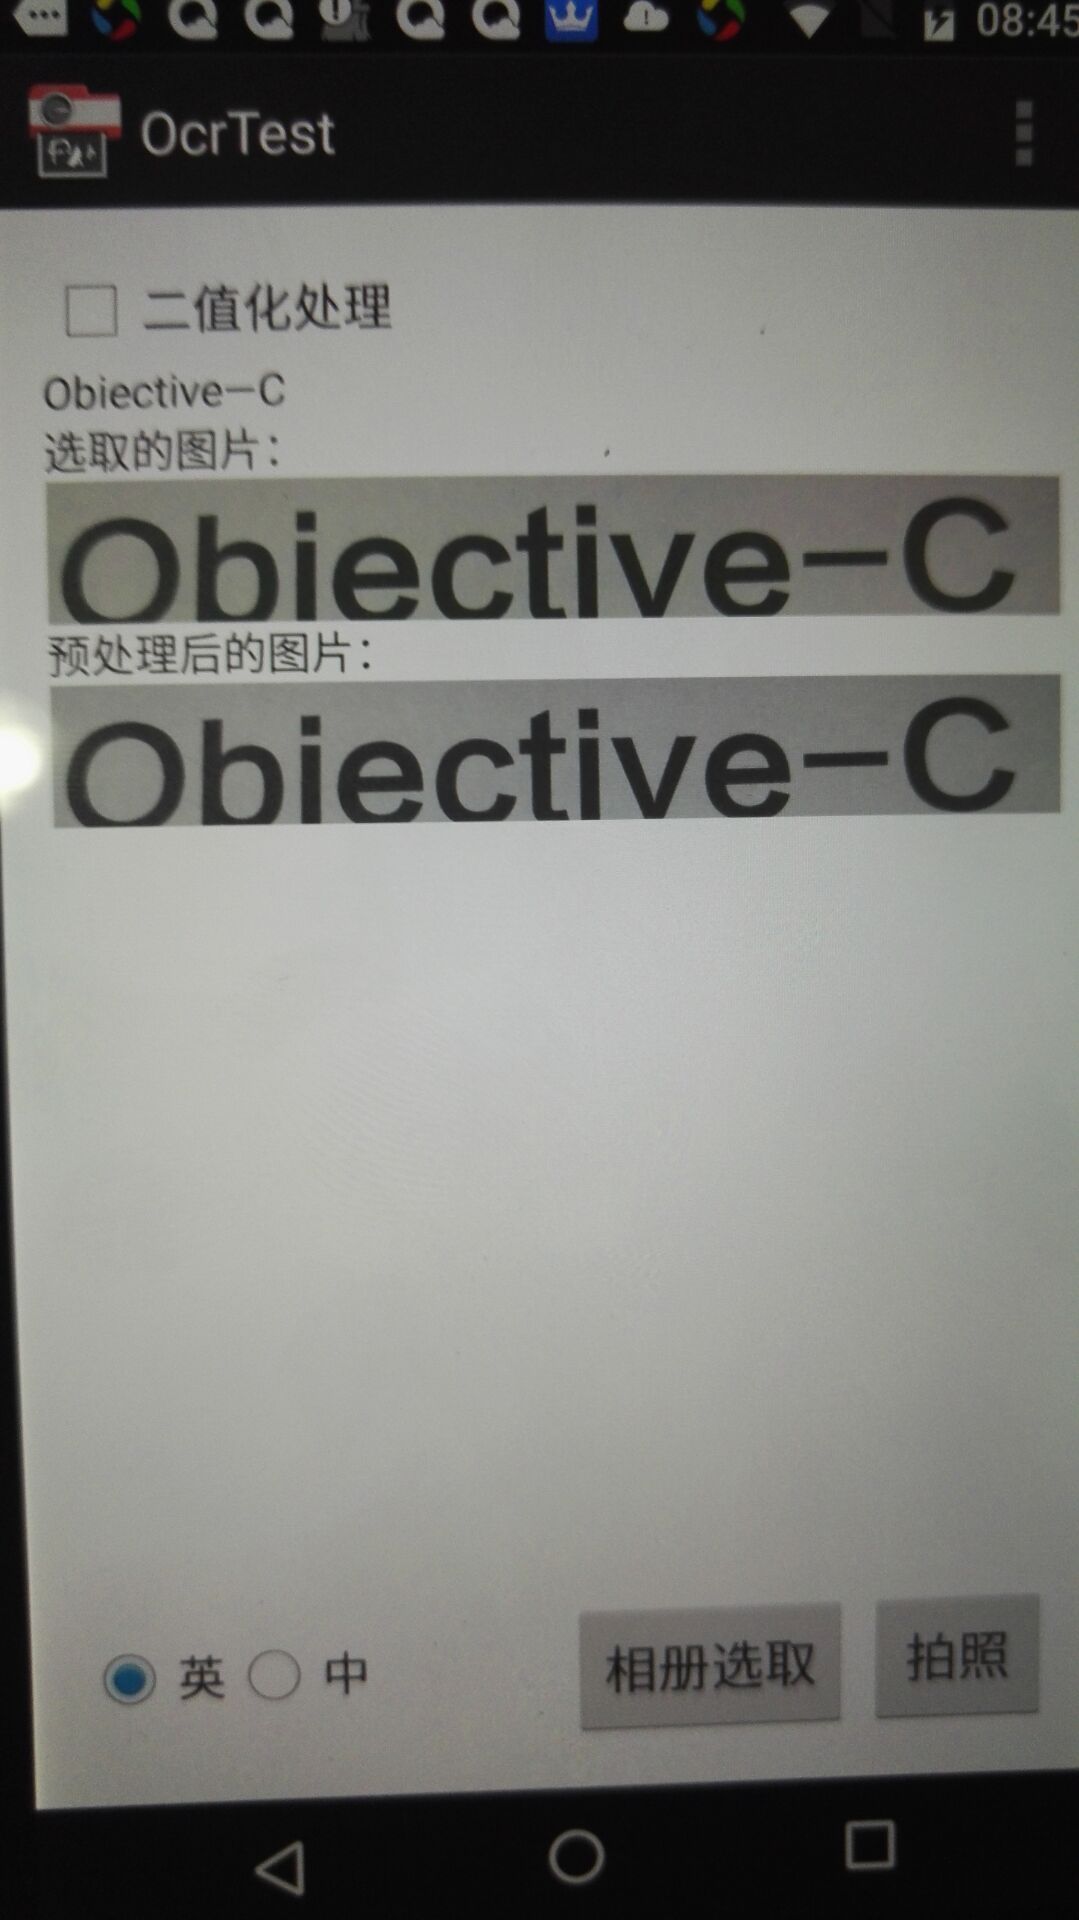 08:45
OcrTest
二值化处理
Obiective-C
选取的图片:
Obiective-C
预处理后的图片:
Obiective-C
英 中 相册选取 拍照